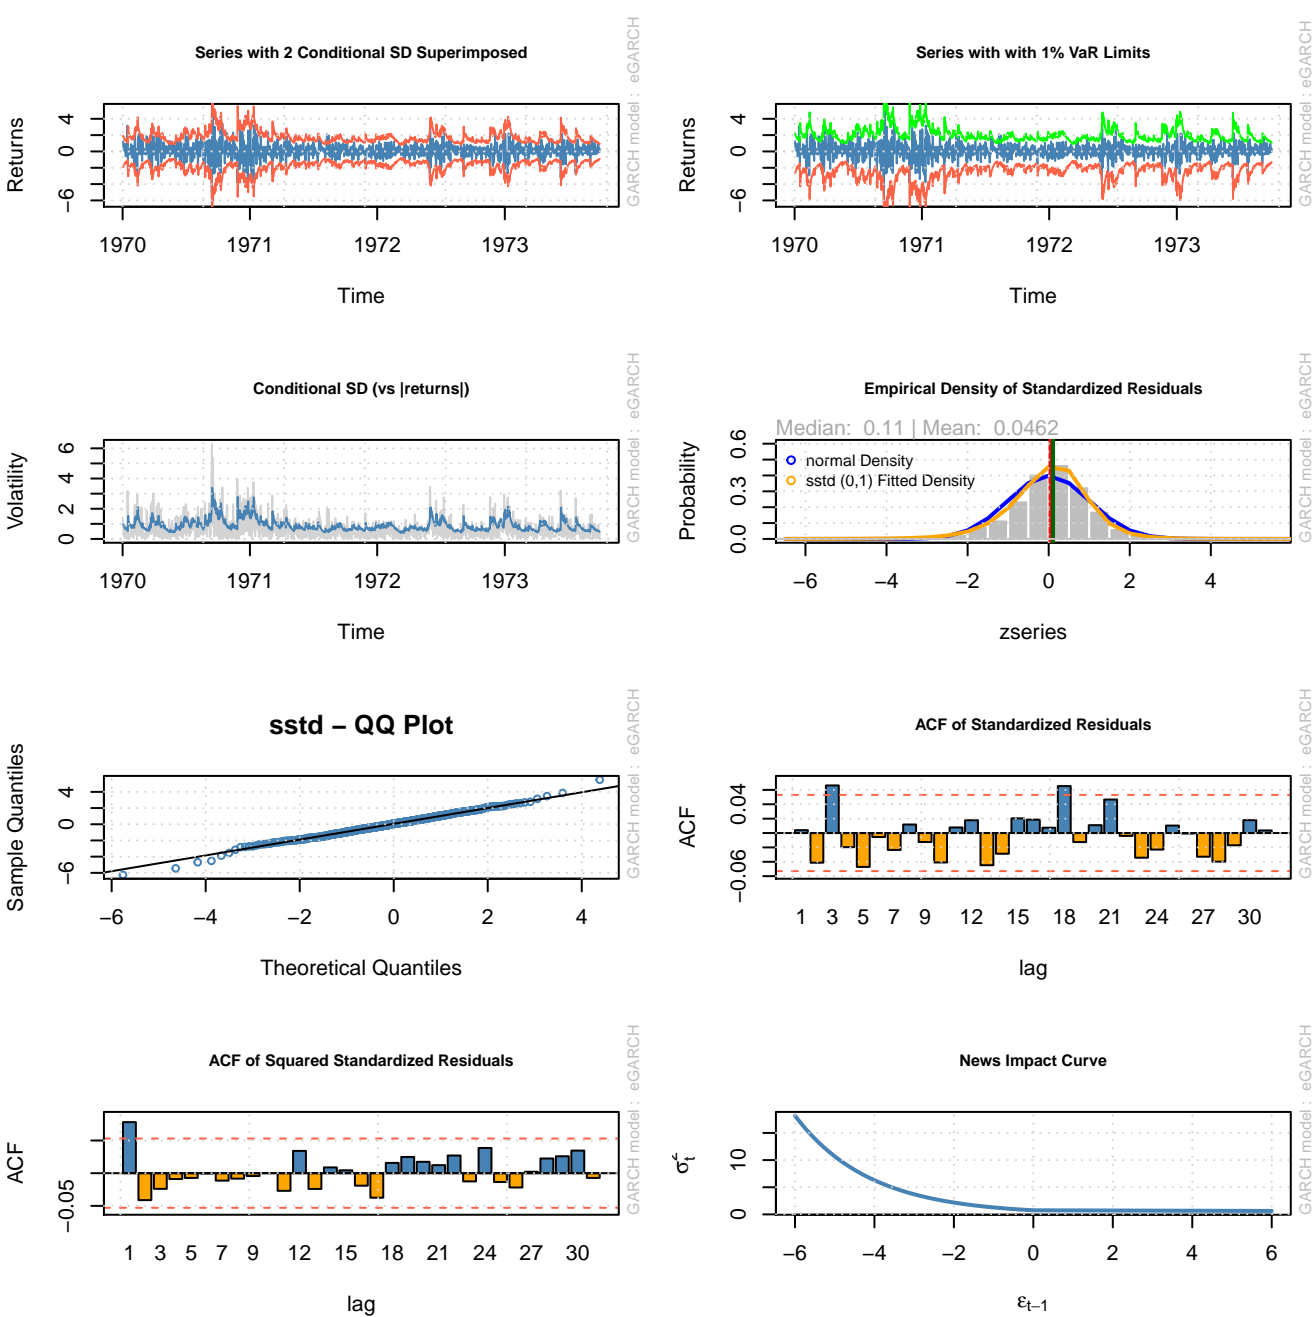 Series with 2 Conditional SD Superimposed
Returns
4
0
−6
1970 1971 1972 1973
Time
GARCH model : eGARCH
Series with with 1% VaR Limits
Returns
4
0
−6
1970 1971 1972 1973
Time
GARCH model : eGARCH
Conditional SD (vs |returns|)
Volatility
6
4
2
0
1970 1971 1972 1973
Time
GARCH model : eGARCH
Empirical Density of Standardized Residuals
Median: 0.11 | Mean: 0.0462
normal Density
sstd (0,1) Fitted Density
Probability
0.6
0.3
0.0
−6 −4 −2 0 2 4
zseries
GARCH model : eGARCH
sstd − QQ Plot
Sample Quantiles
4
0
−6
−6 −4 −2 0 2 4
Theoretical Quantiles
GARCH model : eGARCH
ACF of Standardized Residuals
ACF
0.04
−0.06
1 3 5 7 9 12 15 18 21 24 27 30
lag
GARCH model : eGARCH
ACF of Squared Standardized Residuals
ACF
−0.05
1 3 5 7 9 12 15 18 21 24 27 30
lag
GARCH model : eGARCH
News Impact Curve
σt2
10
0
−6 −4 −2 0 2 4 6
εt−1
GARCH model : eGARCH